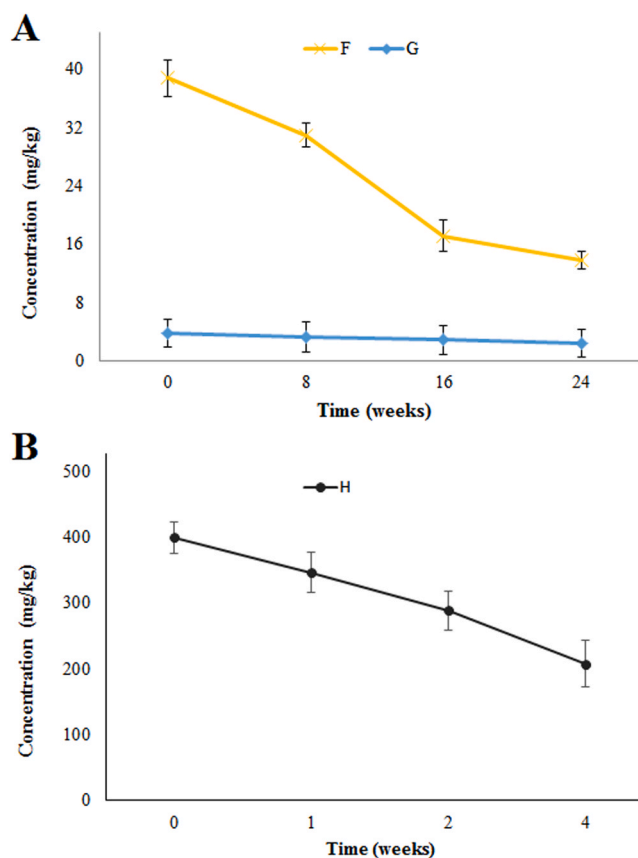 A
F G
Concentration (mg/kg)
40
32
24
16
8
0
0 8 16 24
Time (weeks)
B
H
Concentration (mg/kg)
500
400
300
200
100
0
0 1 2 4
Time (weeks)